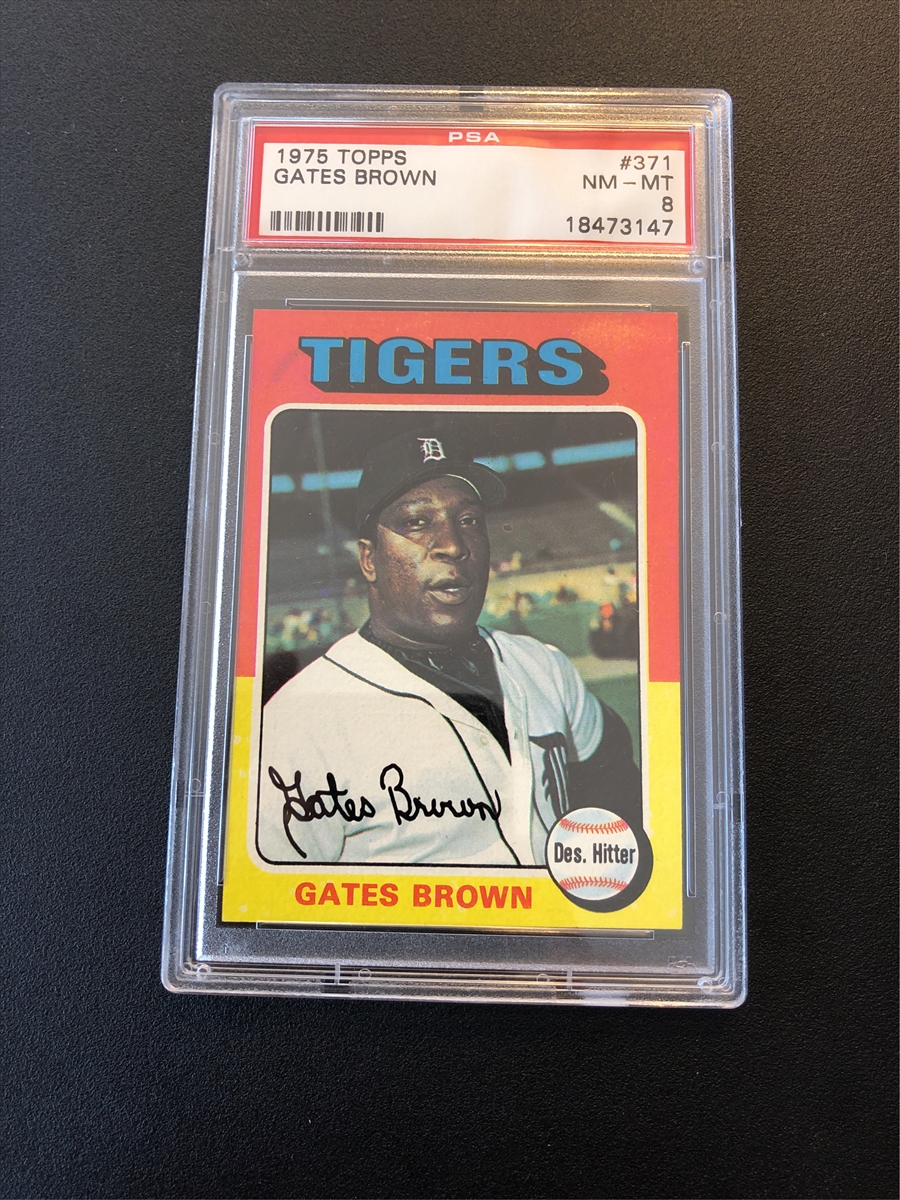 PSA
1975 TOPPS #371
GATES BROWN NM-MT
8
18473147
TIGERS
D
Gates Brown
Des. Hitter
GATES BROWN